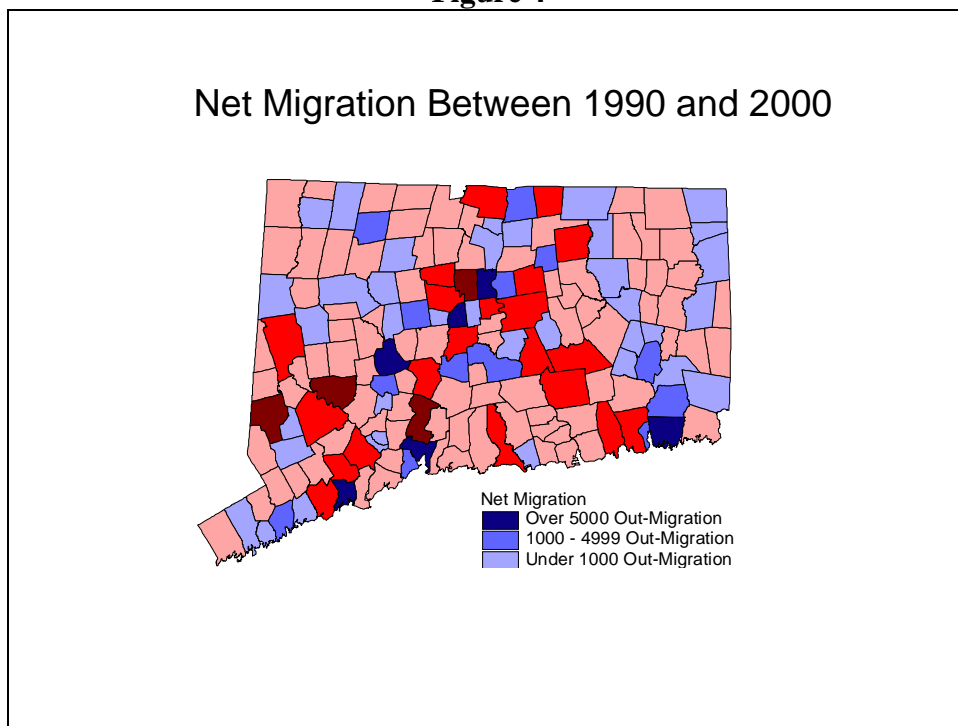 Net Migration Between 1990 and 2000
Net Migration
Over 5000 Out-Migration
1000 - 4999 Out-Migration
Under 1000 Out-Migration